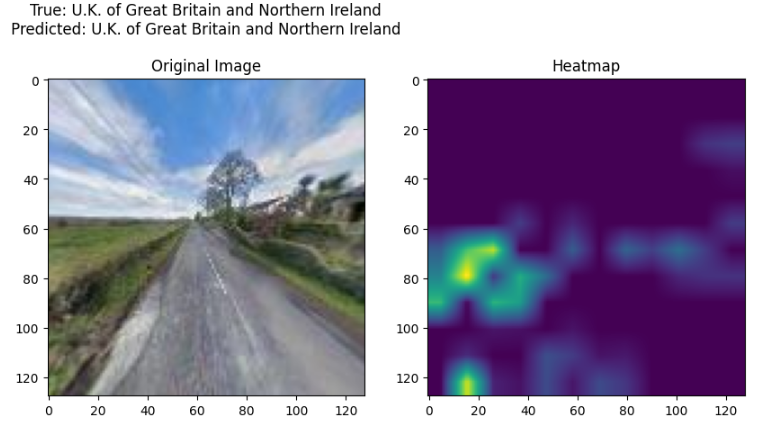 True: U.K. of Great Britain and Northern Ireland
Predicted: U.K. of Great Britain and Northern Ireland
Original Image
Heatmap
0
20
40
60
80
100
120
0 20 40 60 80 100 120
0
20
40
60
80
100
120
0 20 40 60 80 100 120